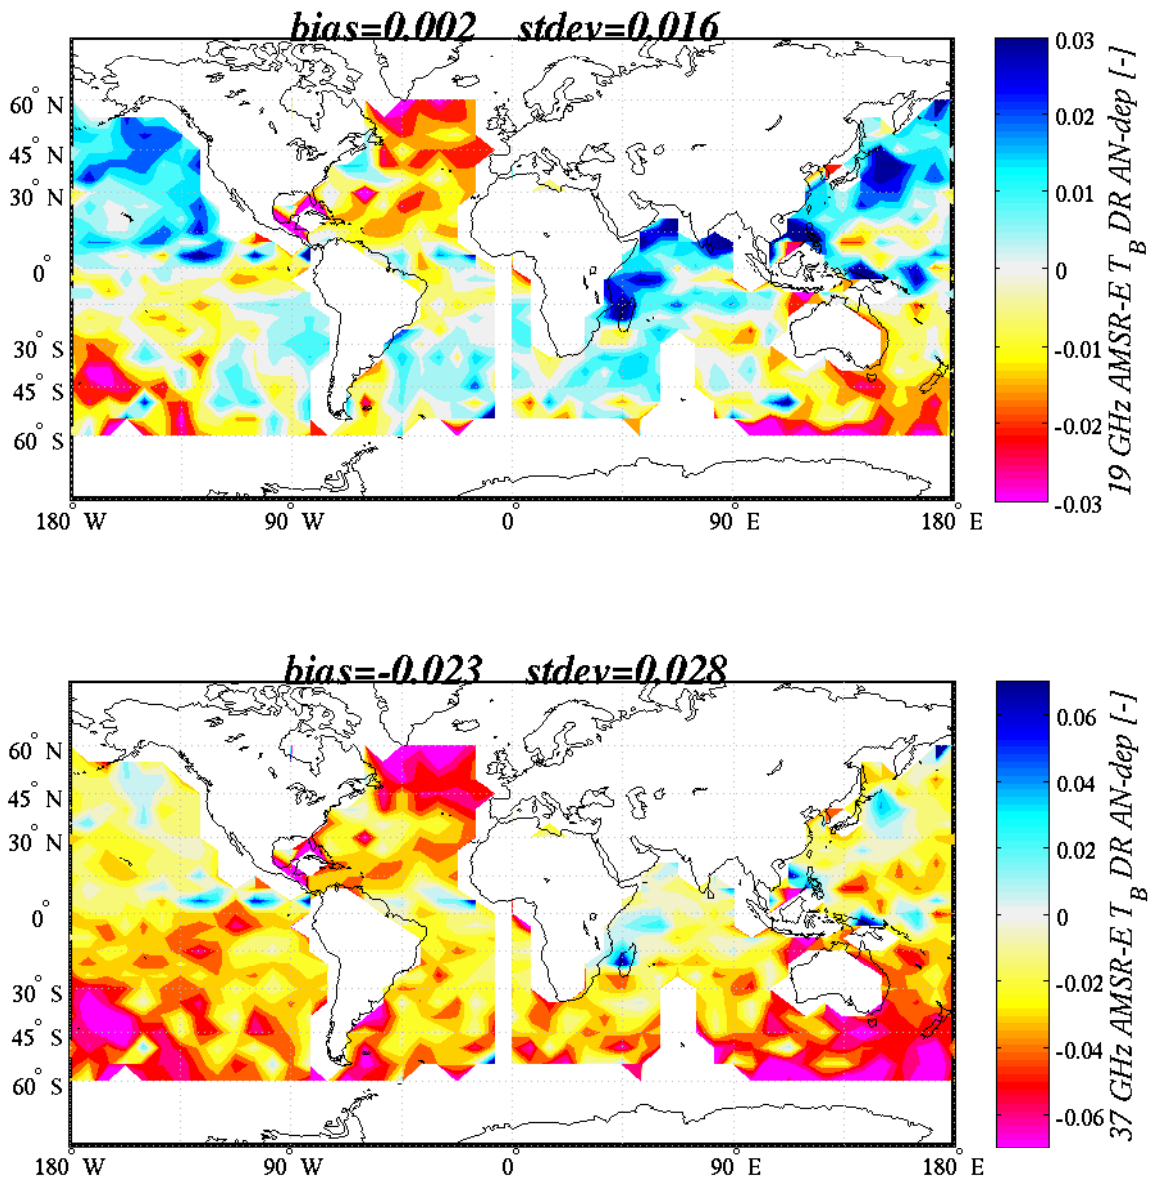 bias=0.002 stdev=0.016
60° N
45° N
30° N
0°
30° S
45° S
60° S
180° W
90° W
0
90° E
180° E
0.03
0.02
0.01
0
-0.01
-0.02
-0.03
19 GHz AMSR-E T_B DR AN-dep [-]
bias=-0.023 stdev=0.028
60° N
45° N
30° N
0°
30° S
45° S
60° S
180° W
90° W
0
90° E
180° E
0.06
0.04
0.02
0
-0.02
-0.04
-0.06
37 GHz AMSR-E T_B DR AN-dep [-]